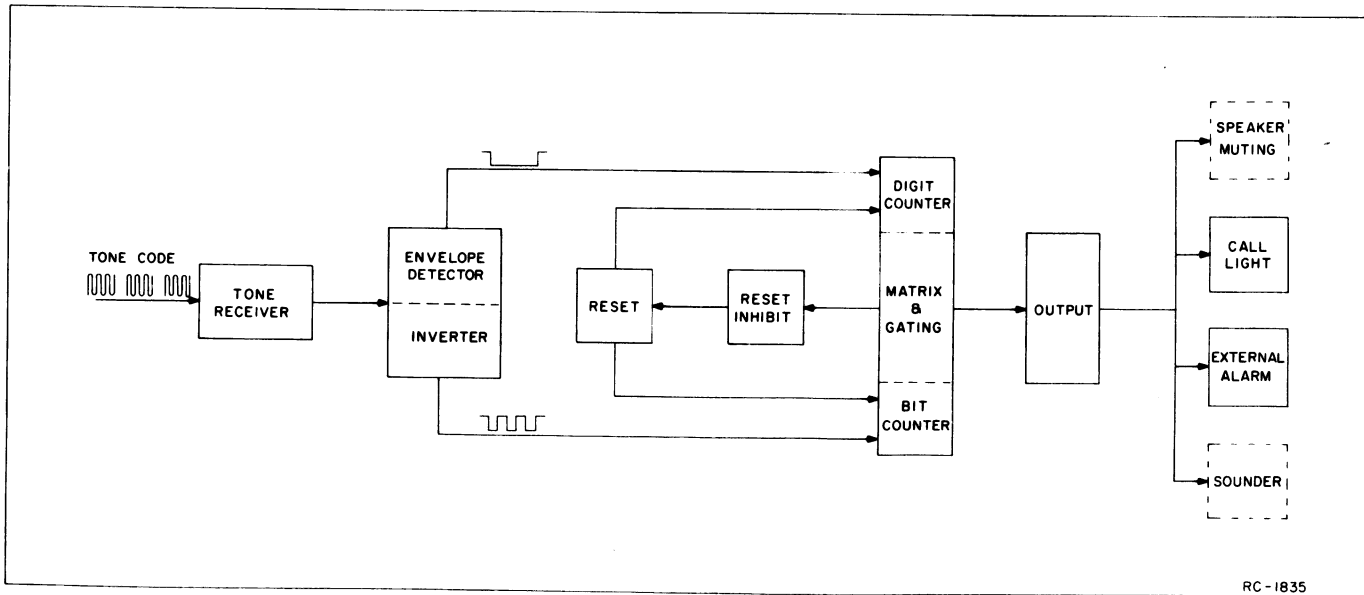 TONE CODE
TONE
RECEIVER
ENVELOPE
DETECTOR
INVERTER
RESET
RESET
INHIBIT
DIGIT
COUNTER
MATRIX
&
GATING
BIT
COUNTER
OUTPUT
SPEAKER
MUTING
CALL
LIGHT
EXTERNAL
ALARM
SOUNDER
RC-1835